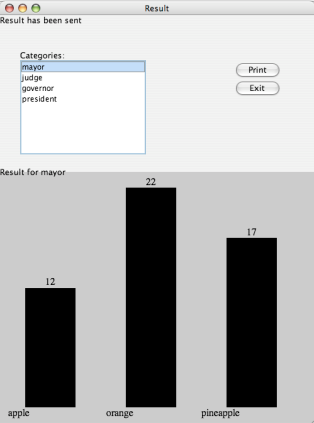 Result
Result has been sent
Categories:
mayor
judge
governor
president
Print
Exit
Result for mayor
22
17
12
apple
orange
pineapple